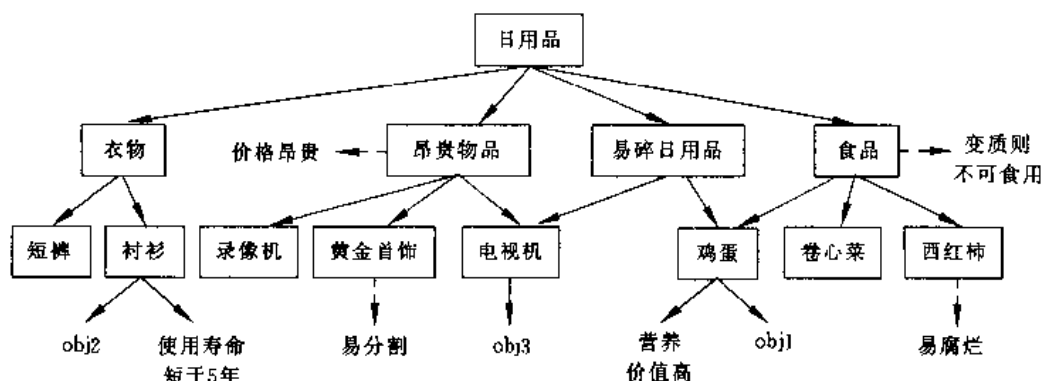 日用品
衣物
价格昂贵
昂贵物品
易碎日用品
食品
变质则
不可食用
短裤
衬衫
录像机
黄金首饰
电视机
鸡蛋
卷心菜
西红柿
obj2
使用寿命
短于5年
易分割
obj3
营养
价值高
obj1
易腐烂